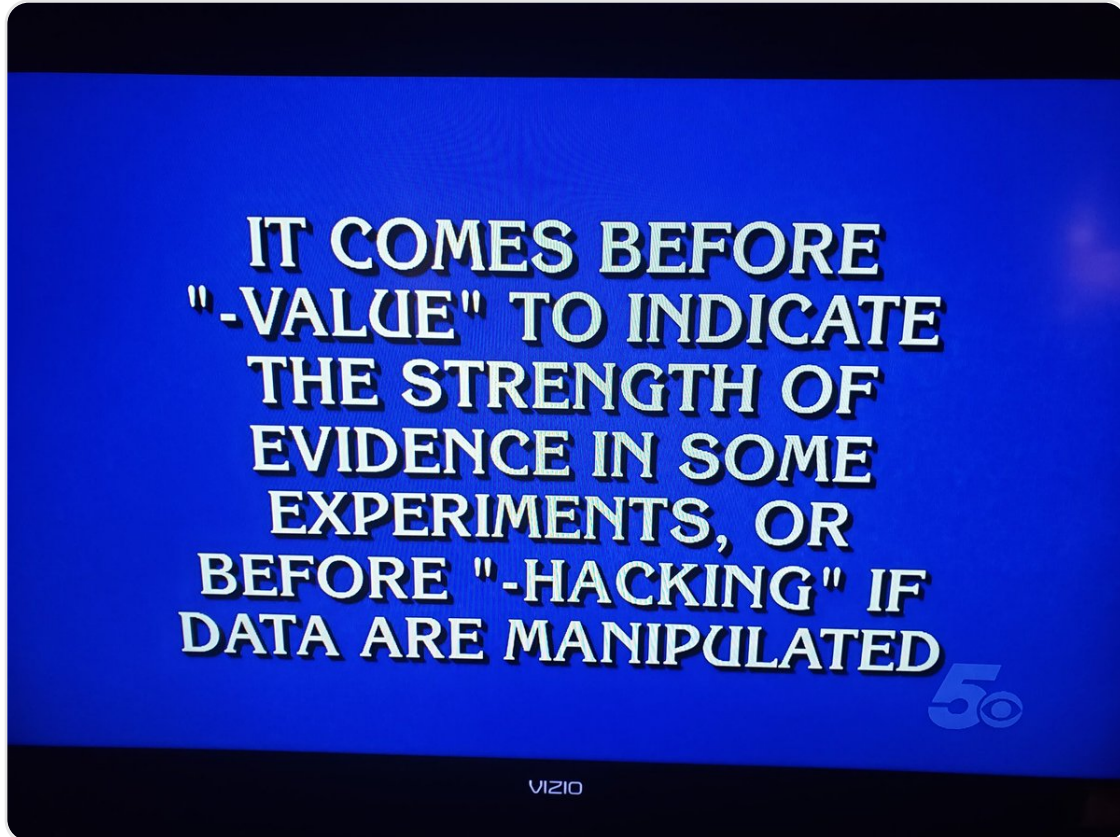 IT COMES BEFORE
"-VALUE" TO INDICATE
THE STRENGTH OF
EVIDENCE IN SOME
EXPERIMENTS, OR
BEFORE "-HACKING" IF
DATA ARE MANIPULATED
5
VIZIO